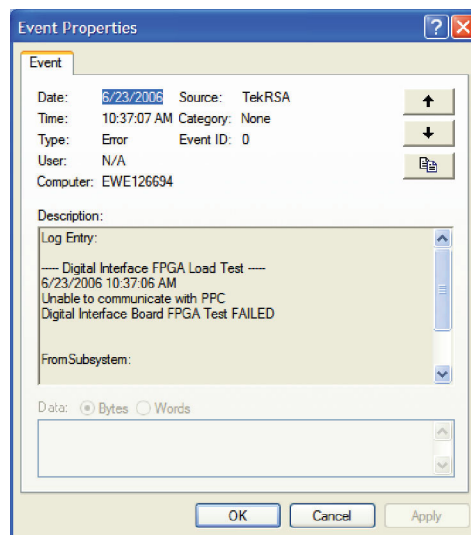 Event Properties
Event
Date: 6/23/2006 Source: TekRSA
Time: 10:37:07 AM Category: None
Type: Error Event ID: 0
User: N/A
Computer: EWE126694
Description:
Log Entry:
----- Digital Interface FPGA Load Test -----
6/23/2006 10:37:06 AM
Unable to communicate with PPC
Digital Interface Board FPGA Test FAILED
FromSubsystem:
Data: Bytes Words
OK Cancel Apply